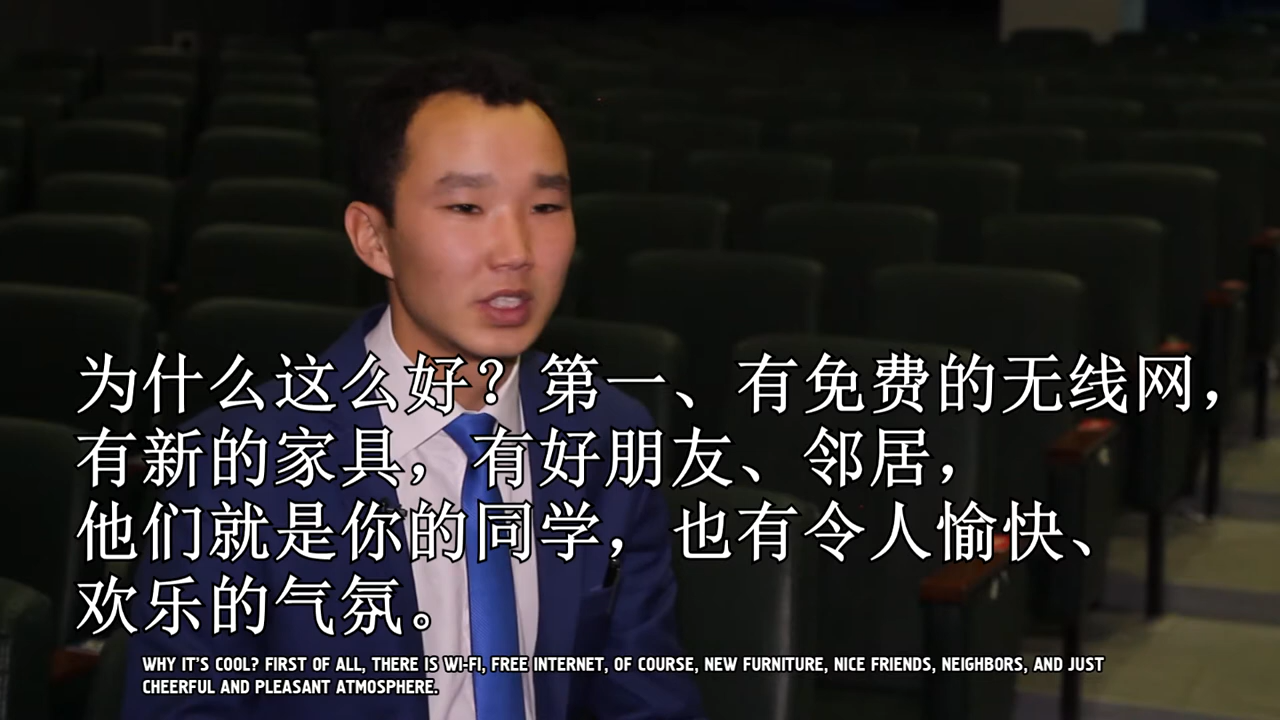 为什么这么好？第一、有免费的无线网，
有新的家具，有好朋友、邻居，
他们就是你的同学，也有令人愉快、
欢乐的气氛。
WHY IT'S COOL? FIRST OF ALL, THERE IS WI-FI, FREE INTERNET, OF COURSE, NEW FURNITURE, NICE FRIENDS, NEIGHBORS, AND JUST
CHEERFUL AND PLEASANT ATMOSPHERE.